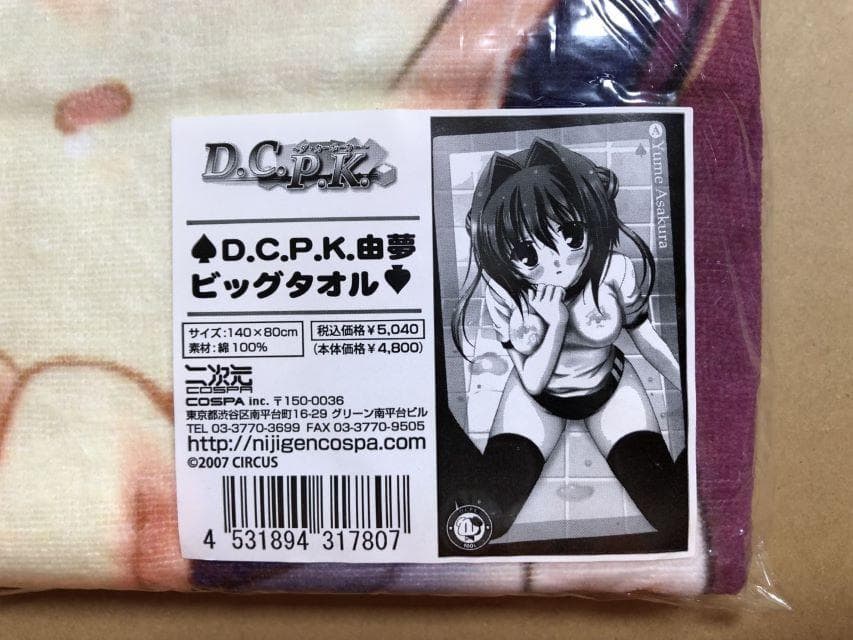 D.C.P.K.
♠D.C.P.K.由夢
ビッグタオル♠
サイズ:140×80cm
素材:綿100%
税込価格￥5,040
(本体価格￥4,800)
二次元
COSPA
COSPA inc. 〒150-0036
東京都渋谷区南平台町16-29 グリーン南平台ビル
TEL 03-3770-3699 FAX 03-3770-9505
http://nijigencospa.com
©2007 CIRCUS
4 531894 317807
A Yume Asakura